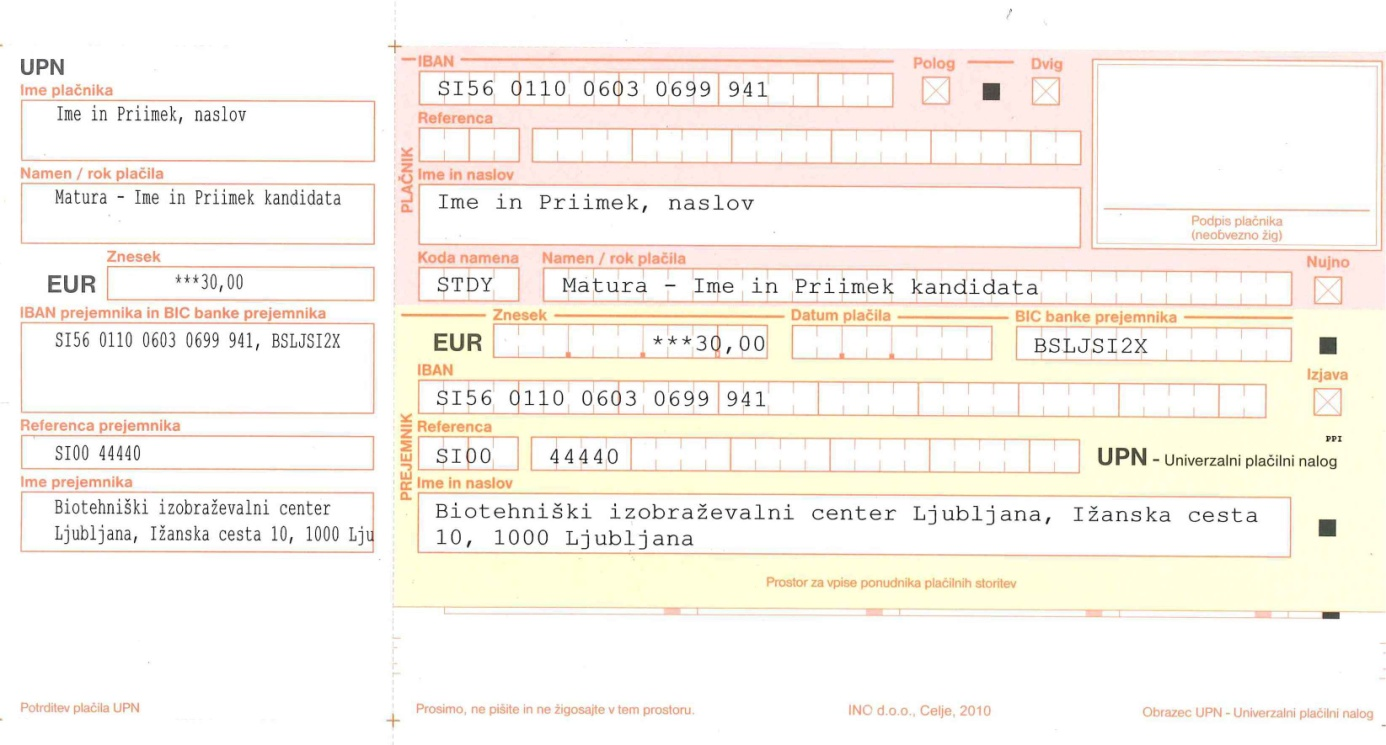 UPN
Ime plačnika
Ime in Priimek, naslov
Namen / rok plačila
Matura - Ime in Priimek kandidata
Znesek
EUR ***30,00
IBAN prejemnika in BIC banke prejemnika
SI56 0110 0603 0699 941, BSLJSI2X
Referenca prejemnika
SI00 44440
Ime prejemnika
Biotehniški izobraževalni center
Ljubljana, Ižanska cesta 10, 1000 Lju
Potrditev plačila UPN
PLAČNIK
IBAN Polog Dvig
SI56 0110 0603 0699 941
Referenca
Ime in naslov
Ime in Priimek, naslov
Podpis plačnika
(neobvezno žig)
Koda namena Namen / rok plačila Nujno
STDY Matura - Ime in Priimek kandidata
PREJEMNIK
Znesek Datum plačila BIC banke prejemnika
EUR ***30,00 BSLJSI2X
IBAN Izjava
SI56 0110 0603 0699 941
Referenca PPI
SI00 44440 UPN - Univerzalni plačilni nalog
Ime in naslov
Biotehniški izobraževalni center Ljubljana, Ižanska cesta
10, 1000 Ljubljana
Prostor za vpise ponudnika plačilnih storitev
Prosimo, ne pišite in ne žigosajte v tem prostoru. INO d.o.o., Celje, 2010 Obrazec UPN - Univerzalni plačilni nalog